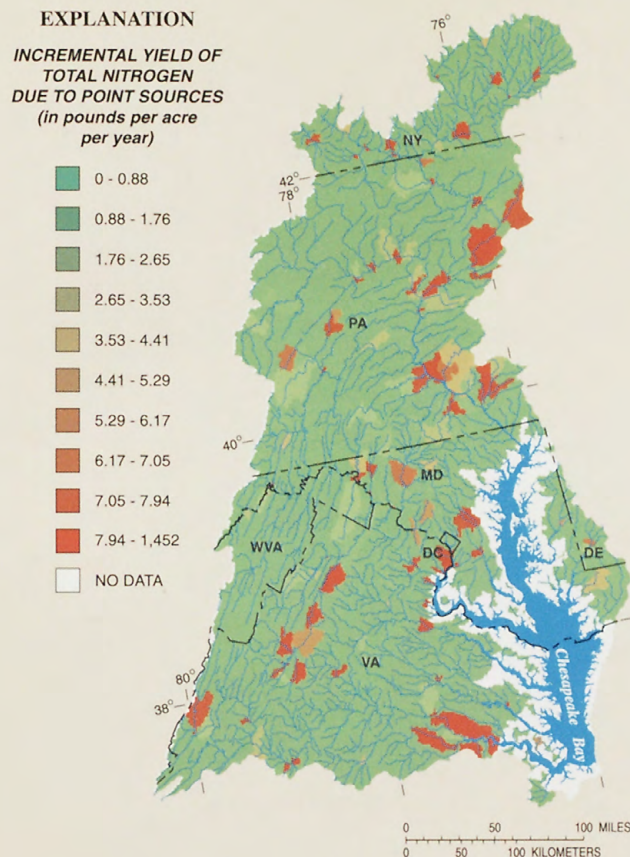 EXPLANATION
INCREMENTAL YIELD OF
TOTAL NITROGEN
DUE TO POINT SOURCES
(in pounds per acre
per year)
0 - 0.88
0.88 - 1.76
1.76 - 2.65
2.65 - 3.53
3.53 - 4.41
4.41 - 5.29
5.29 - 6.17
6.17 - 7.05
7.05 - 7.94
7.94 - 1,452
NO DATA
76°
NY
42°
78°
PA
40°
MD
WVA
DC
DE
VA
80°
38°
Chesapeake
Bay
0 50 100 MILES
0 50 100 KILOMETERS